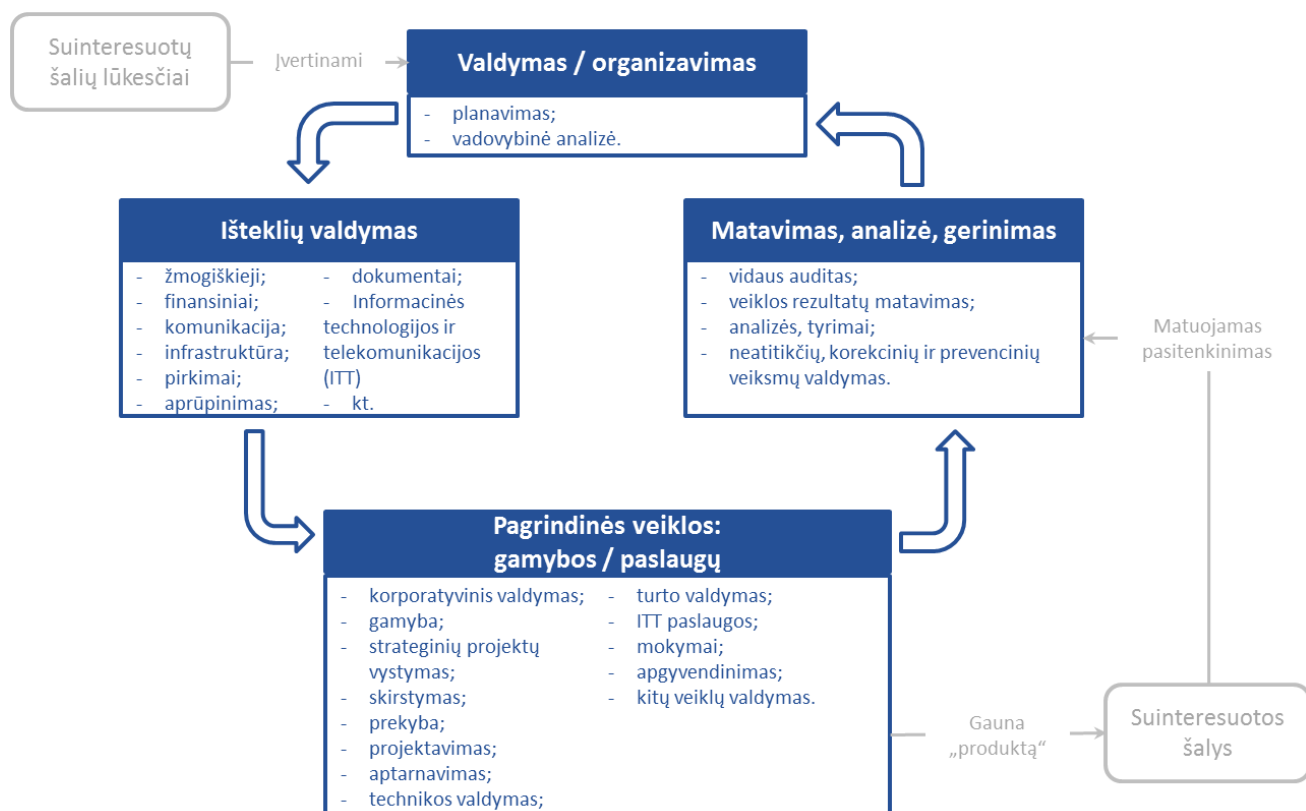 Suinteresuotų
šalių lūkesčiai
Įvertinami
Valdymas / organizavimas
- planavimas;
- vadovybinė analizė.
Išteklių valdymas
- žmogiškieji;
- finansiniai;
- komunikacija;
- infrastruktūra;
- pirkimai;
- aprūpinimas;
- dokumentai;
- Informacinės
technologijos ir
telekomunikacijos
(ITT)
- kt.
Matavimas, analizė, gerinimas
- vidaus auditas;
- veiklos rezultatų matavimas;
- analizės, tyrimai;
- neatitikčių, korekcinių ir prevencinių
veiksmų valdymas.
Matuojamas
pasitenkinimas
Pagrindinės veiklos:
gamybos / paslaugų
- korporatyvinis valdymas;
- gamyba;
- strateginių projektų
vystymas;
- skirstymas;
- prekyba;
- projektavimas;
- aptarnavimas;
- technikos valdymas;
- turto valdymas;
- ITT paslaugos;
- mokymai;
- apgyvendinimas;
- kitų veiklų valdymas.
Gauna
„produktą“
Suinteresuotos
šalys